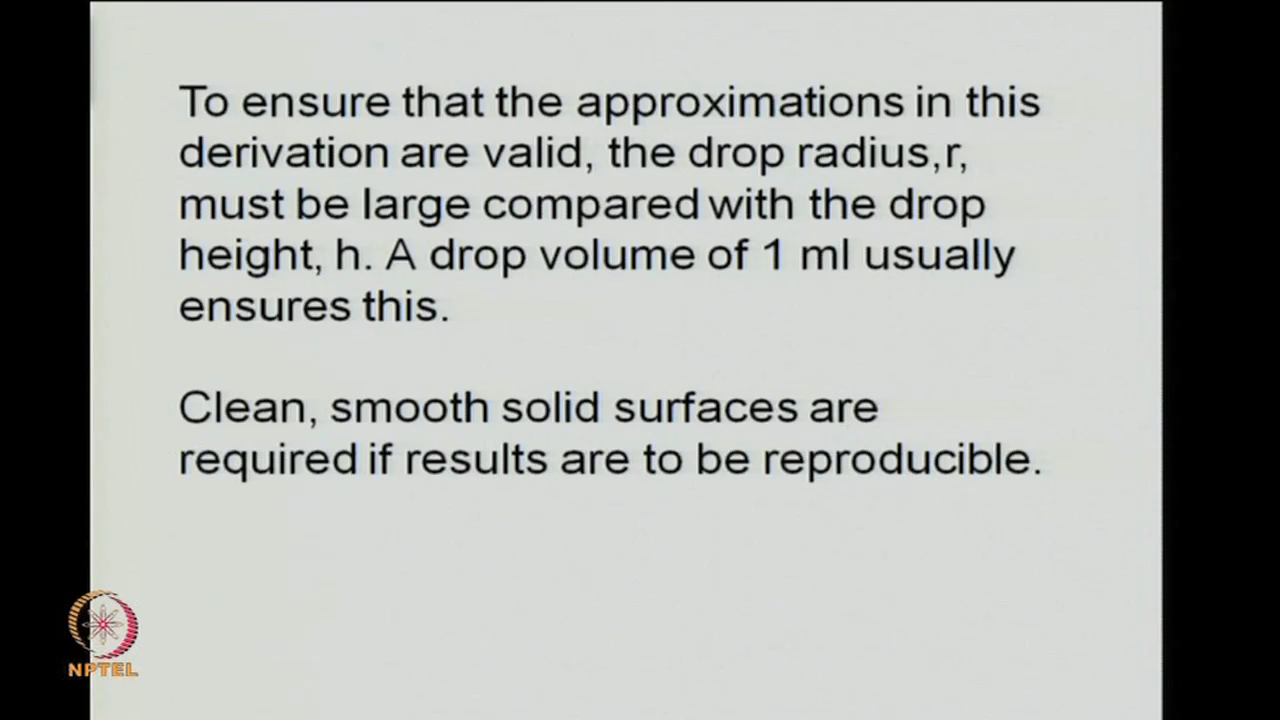 To ensure that the approximations in this
derivation are valid, the drop radius,r,
must be large compared with the drop
height, h. A drop volume of 1 ml usually
ensures this.
Clean, smooth solid surfaces are
required if results are to be reproducible.
NPTEL